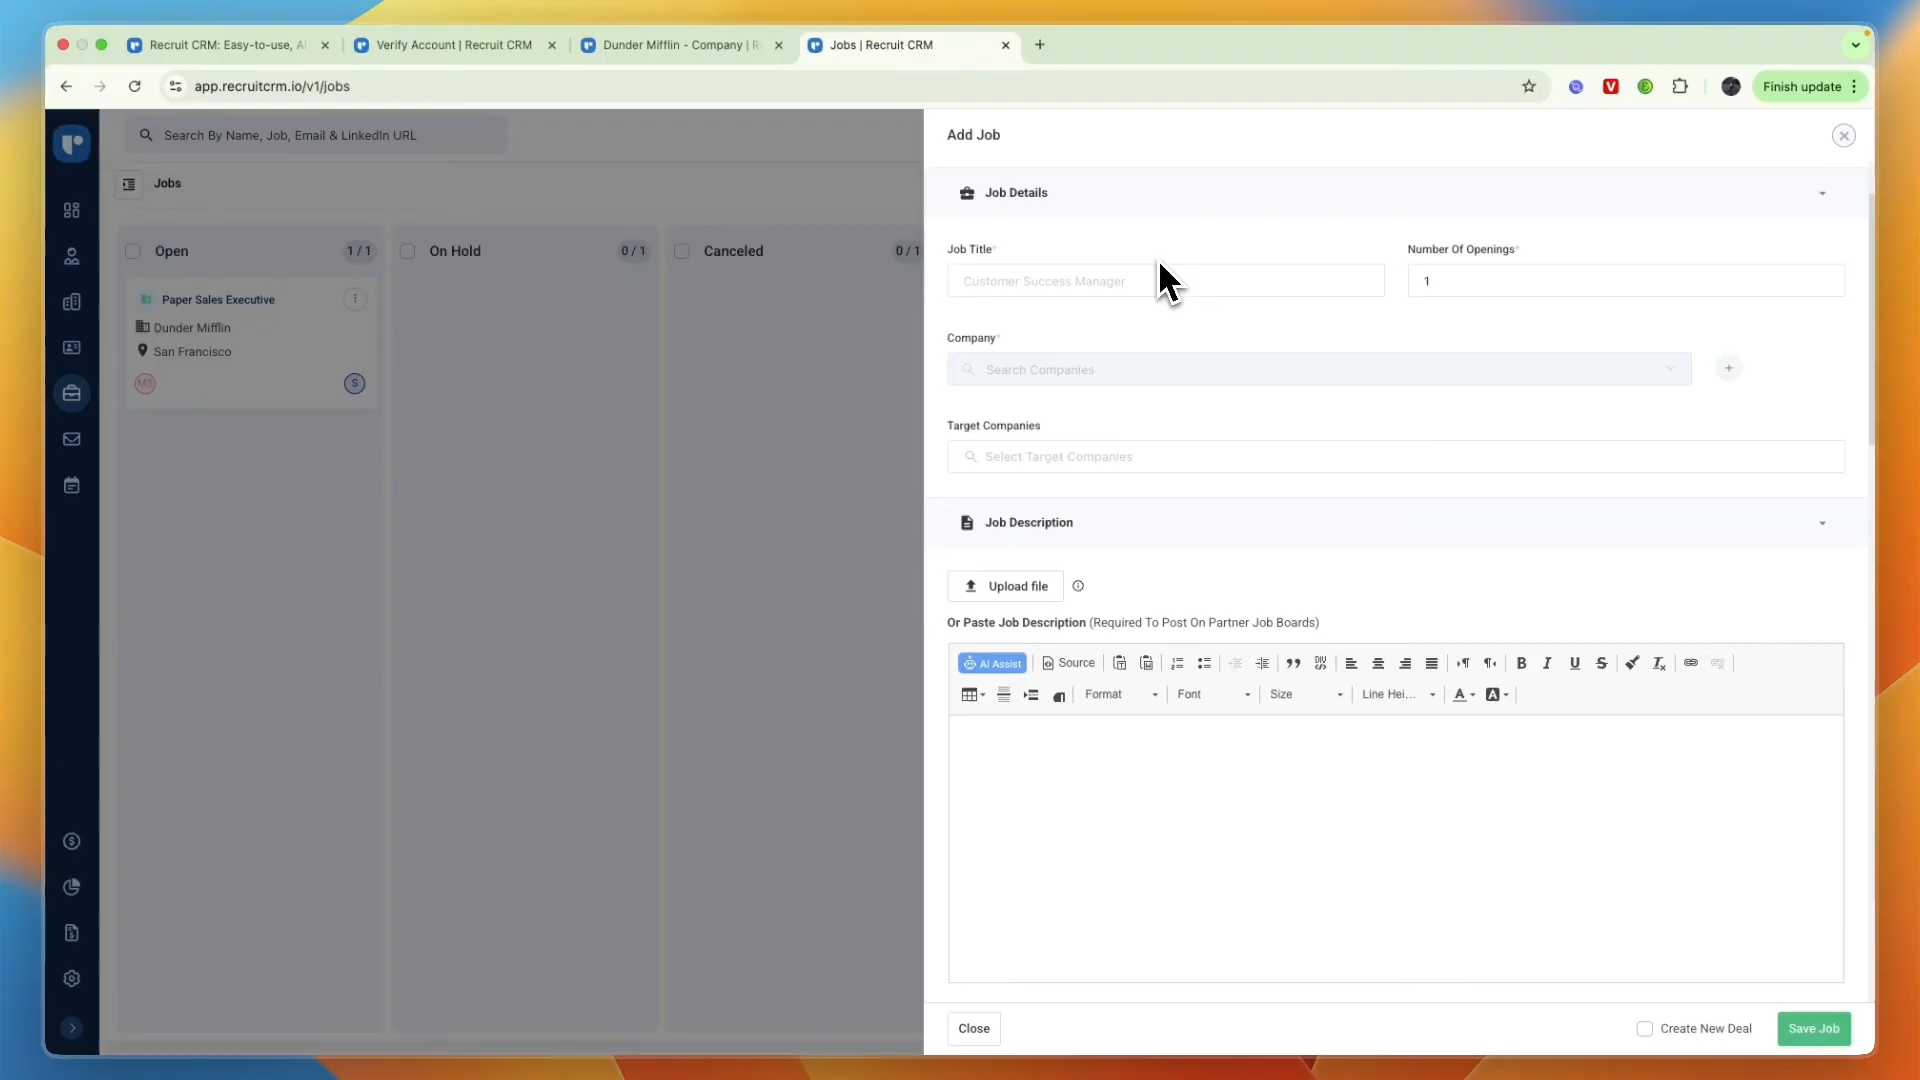 Recruit CRM: Easy-to-use, A
Verify Account | Recruit CRM
Dunder Mifflin - Company | R
Jobs | Recruit CRM
app.recruitcrm.io/v1/jobs
Finish update
Search By Name, Job, Email & LinkedIn URL
Jobs
Open
1 / 1
On Hold
0 / 1
Canceled
0 / 1
Paper Sales Executive
Dunder Mifflin
San Francisco
MS
S
Add Job
Job Details
Job Title*
Number Of Openings*
Customer Success Manager
1
Company*
Search Companies
Target Companies
Select Target Companies
Job Description
Upload file
Or Paste Job Description (Required To Post On Partner Job Boards)
AI Assist
Source
Format
Font
Size
Line Hei...
Close
Create New Deal
Save Job